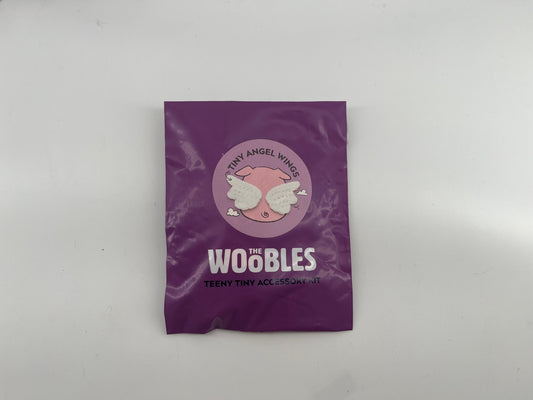 TINY ANGEL WINGS
THE
WOOBLES
TEENY TINY ACCESSORY KIT